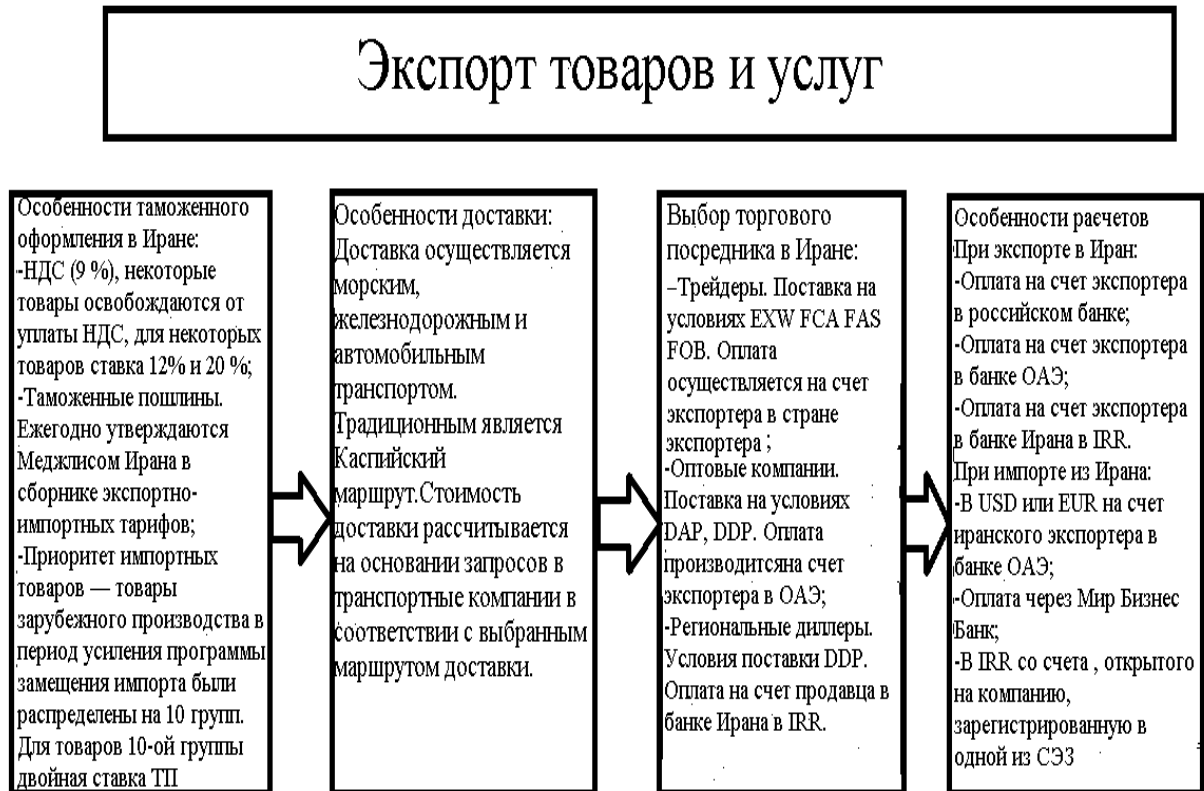 Экспорт товаров и услуг
Особенности таможенного
оформления в Иране:
-НДС (9 %), некоторые
товары освобождаются от
уплаты НДС, для некоторых
товаров ставка 12% и 20 %;
-Таможенные пошлины.
Ежегодно утверждаются
Меджлисом Ирана в
сборнике экспортно-
импортных тарифов;
-Приоритет импортных
товаров — товары
зарубежного производства в
период усиления программы
замещения импорта были
распределены на 10 групп.
Для товаров 10-ой группы
двойная ставка ТП
Особенности доставки:
Доставка осуществляется
морским,
железнодорожным и
автомобильным
транспортом.
Традиционным является
Каспийский
маршрут.Стоимость
доставки рассчитывается
на основании запросов в
транспортные компании в
соответствии с выбранным
маршрутом доставки.
Выбор торгового
посредника в Иране:
–Трейдеры. Поставка на
условиях EXW FCA FAS
FOB. Оплата
осуществляется на счет
экспортера в стране
экспортера ;
-Оптовые компании.
Поставка на условиях
DAP, DDP. Оплата
производитсяна счет
экспортера в ОАЭ;
-Региональные диллеры.
Условия поставки DDP.
Оплата на счет продавца в
банке Ирана в IRR.
Особенности расчетов
При экспорте в Иран:
-Оплата на счет экспортера
в российском банке;
-Оплата на счет экспортера
в банке ОАЭ;
-Оплата на счет экспортера
в банке Ирана в IRR.
При импорте из Ирана:
-В USD или EUR на счет
иранского экспортера в
банке ОАЭ;
-Оплата через Мир Бизнес
Банк;
-В IRR со счета , открытого
на компанию,
зарегистрированную в
одной из СЭЗ